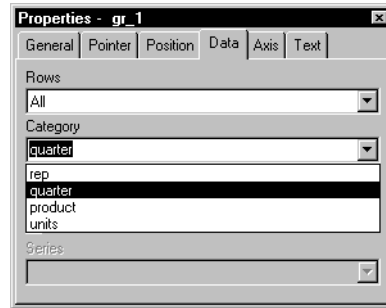 Properties - gr_1
General Pointer Position Data Axis Text
Rows
All
Category
quarter
rep
quarter
product
units
Series